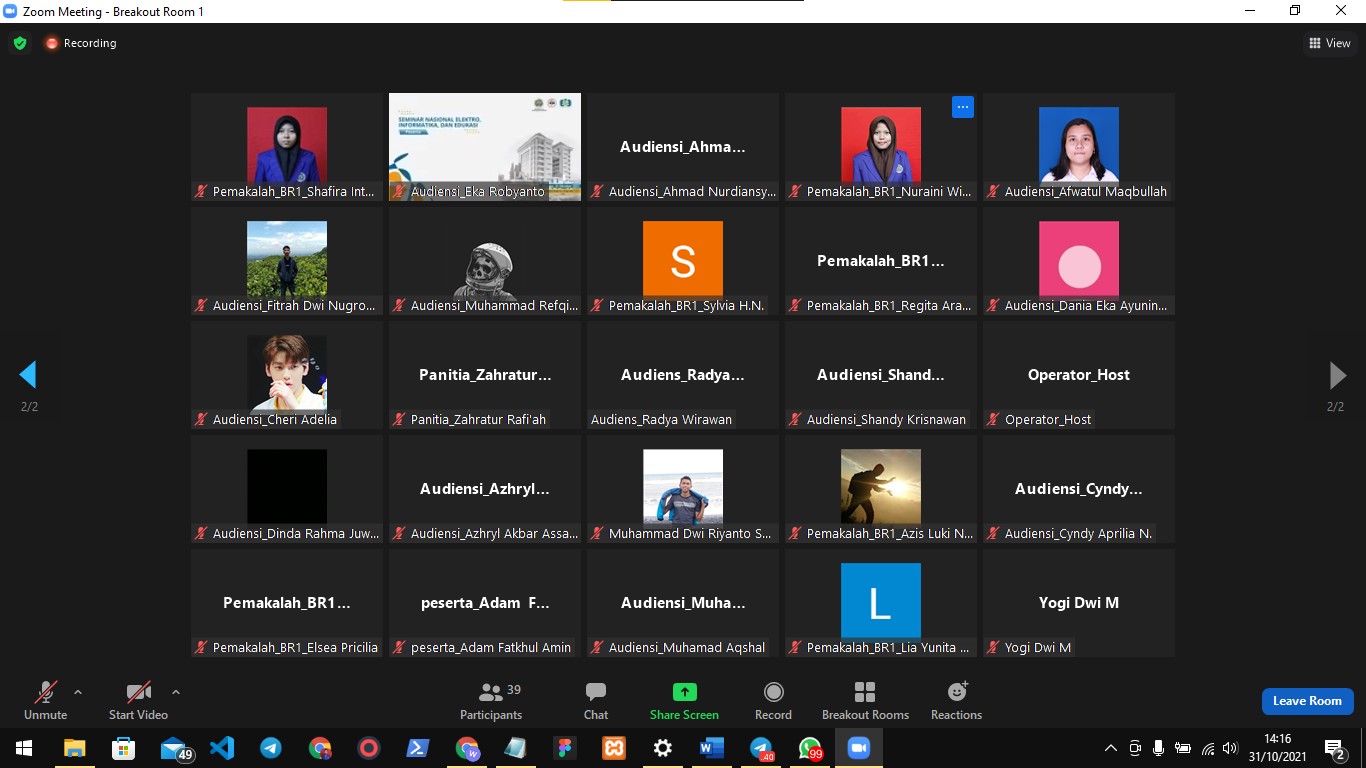 Zoom Meeting - Breakout Room 1
Recording
View
Pemakalah_BR1_Shafira Int...
SEMINAR NASIONAL ELEKTRO,
INFORMATIKA, DAN EDUKASI
Audiensi_Eka Robyanto
Audiensi_Ahma...
Audiensi_Ahmad Nurdiansy...
...
Pemakalah_BR1_Nuraini Wi...
Audiensi_Afwatul Maqbullah
Audiensi_Fitrah Dwi Nugro...
Audiensi_Muhammad Refqi...
S
Pemakalah_BR1_Sylvia H.N.
Pemakalah_BR1...
Pemakalah_BR1_Regita Ara...
Audiensi_Dania Eka Ayunin...
2/2
Audiensi_Cheri Adelia
Panitia_Zahratur...
Panitia_Zahratur Rafi'ah
Audiens_Radya...
Audiens_Radya Wirawan
Audiensi_Shand...
Audiensi_Shandy Krisnawan
Operator_Host
Operator_Host
2/2
Audiensi_Dinda Rahma Juw...
Audiensi_Azhryl...
Audiensi_Azhryl Akbar Assa...
Muhammad Dwi Riyanto S...
Pemakalah_BR1_Azis Luki N...
Audiensi_Cyndy...
Audiensi_Cyndy Aprilia N.
Pemakalah_BR1...
Pemakalah_BR1_Elsea Pricilia
peserta_Adam F...
peserta_Adam Fatkhul Amin
Audiensi_Muha...
Audiensi_Muhamad Aqshal
L
Pemakalah_BR1_Lia Yunita ...
Yogi Dwi M
Yogi Dwi M
Unmute
Start Video
39
Participants
Chat
Share Screen
Record
Breakout Rooms
Reactions
Leave Room
49
W
40
99
14:16
31/10/2021
2